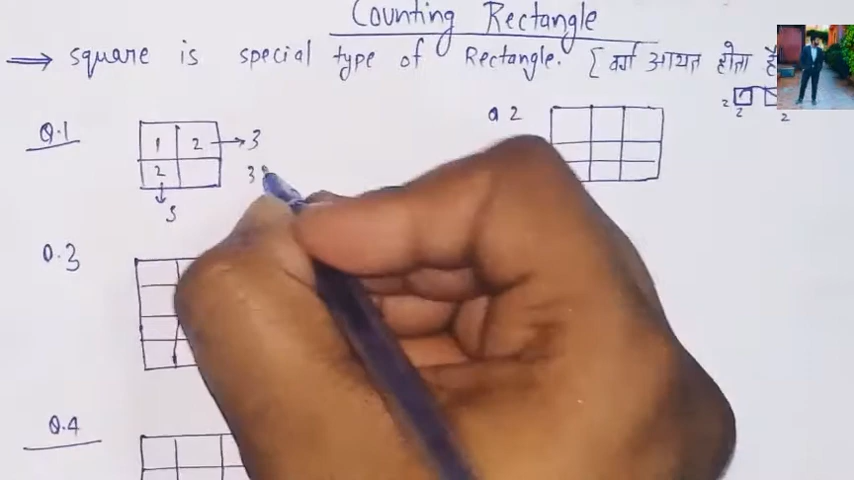 Counting Rectangle
→ square is special type of Rectangle. [ वर्ग आयत होता है
2 2 2
Q.1 1 2 → 3 Q 2
2 3
3
Q.3
Q.4